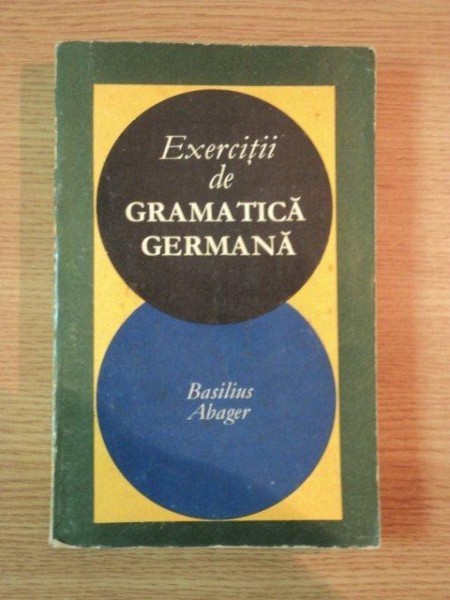 Exerciții
de
GRAMATICĂ
GERMANĂ
Basilius
Abager